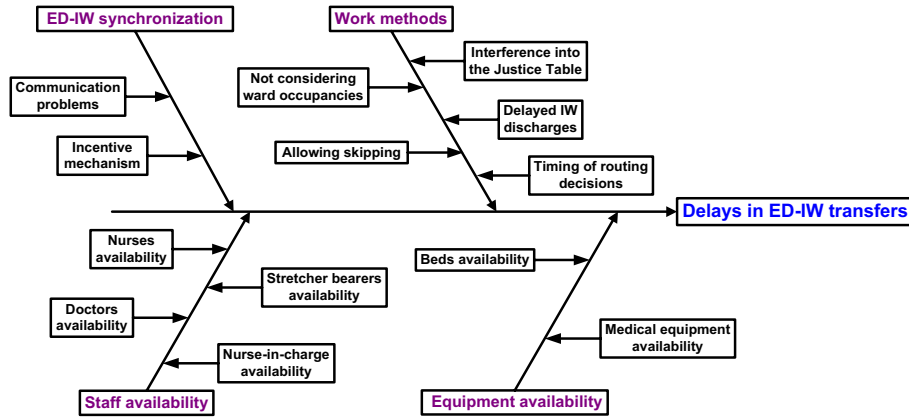 ED-IW synchronization
Work methods
Interference into
the Justice Table
Not considering
ward occupancies
Communication
problems
Delayed IW
discharges
Incentive
mechanism
Allowing skipping
Timing of routing
decisions
Delays in ED-IW transfers
Nurses
availability
Beds availability
Stretcher bearers
availability
Doctors
availability
Medical equipment
availability
Nurse-in-charge
availability
Staff availability
Equipment availability